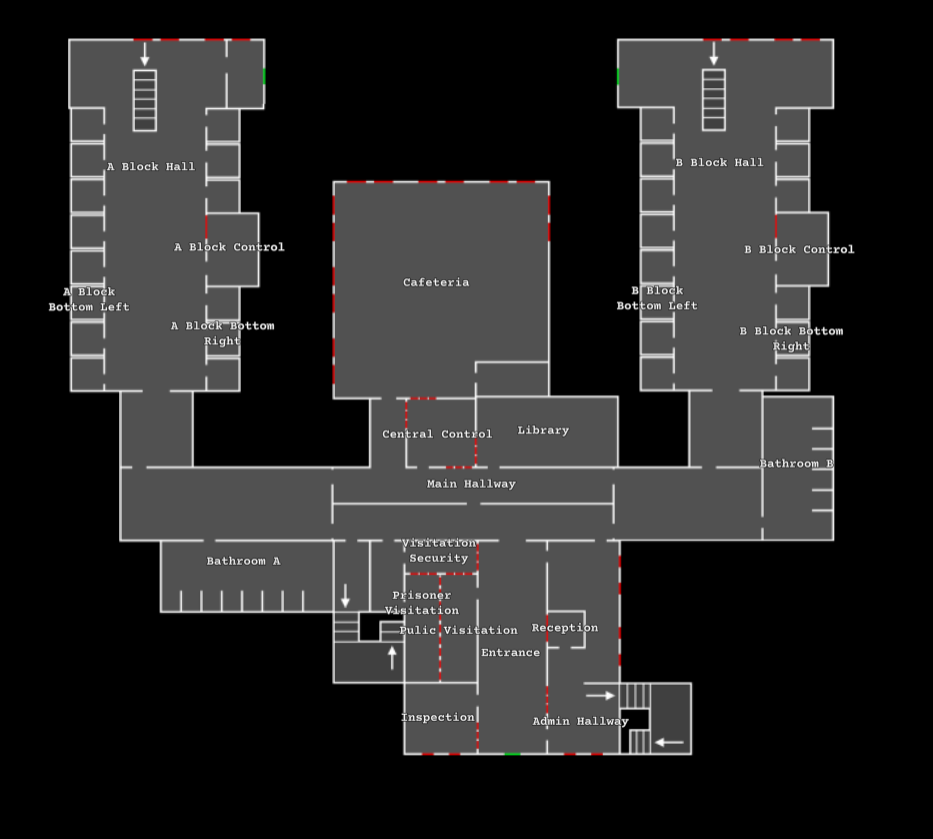 A Block Hall
B Block Hall
A Block Control
B Block Control
Cafeteria
A Block
Bottom Left
B Block
Bottom Left
A Block Bottom
Right
B Block Bottom
Right
Central Control
Library
Bathroom B
Main Hallway
Visitation
Security
Bathroom A
Prisoner
Visitation
Pulic Visitation
Reception
Entrance
Inspection
Admin Hallway